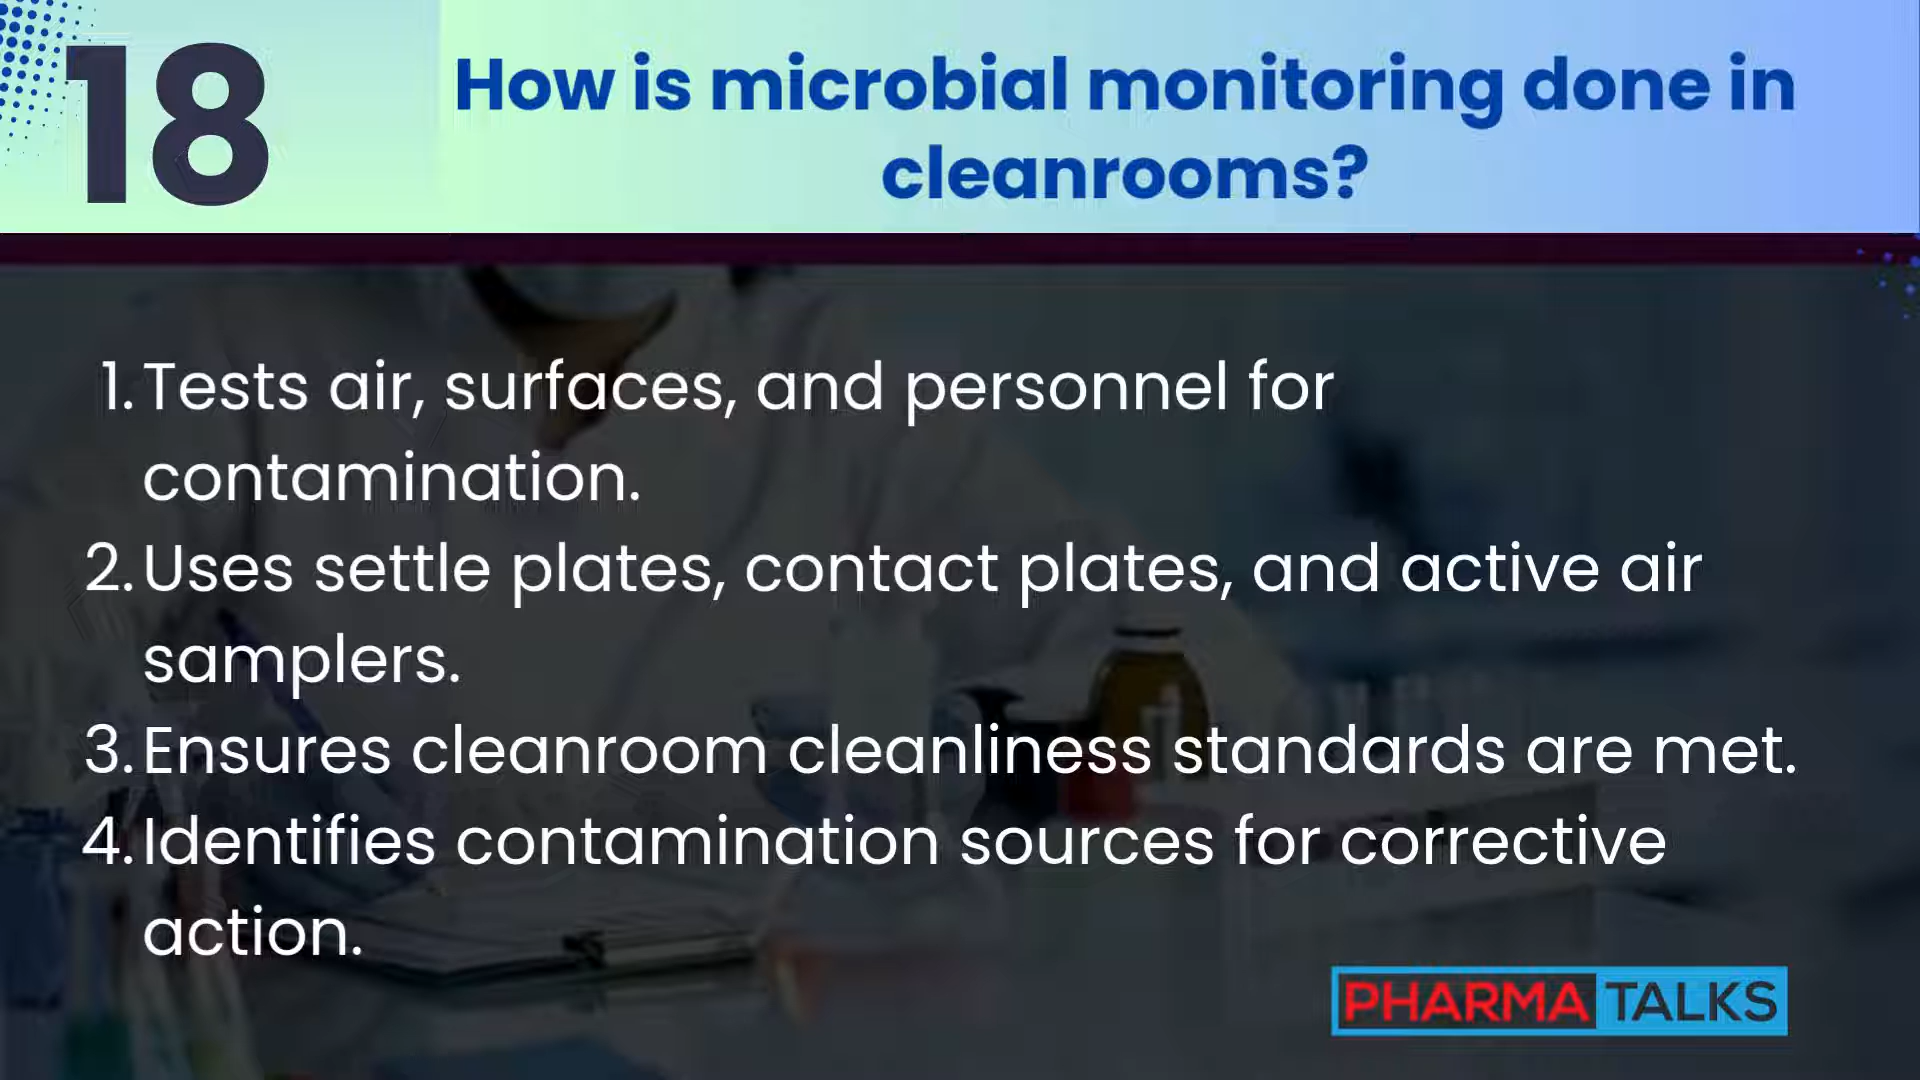 18
How is microbial monitoring done in
cleanrooms?
1. Tests air, surfaces, and personnel for
contamination.
2. Uses settle plates, contact plates, and active air
samplers.
3. Ensures cleanroom cleanliness standards are met.
4. Identifies contamination sources for corrective
action.
PHARMA TALKS